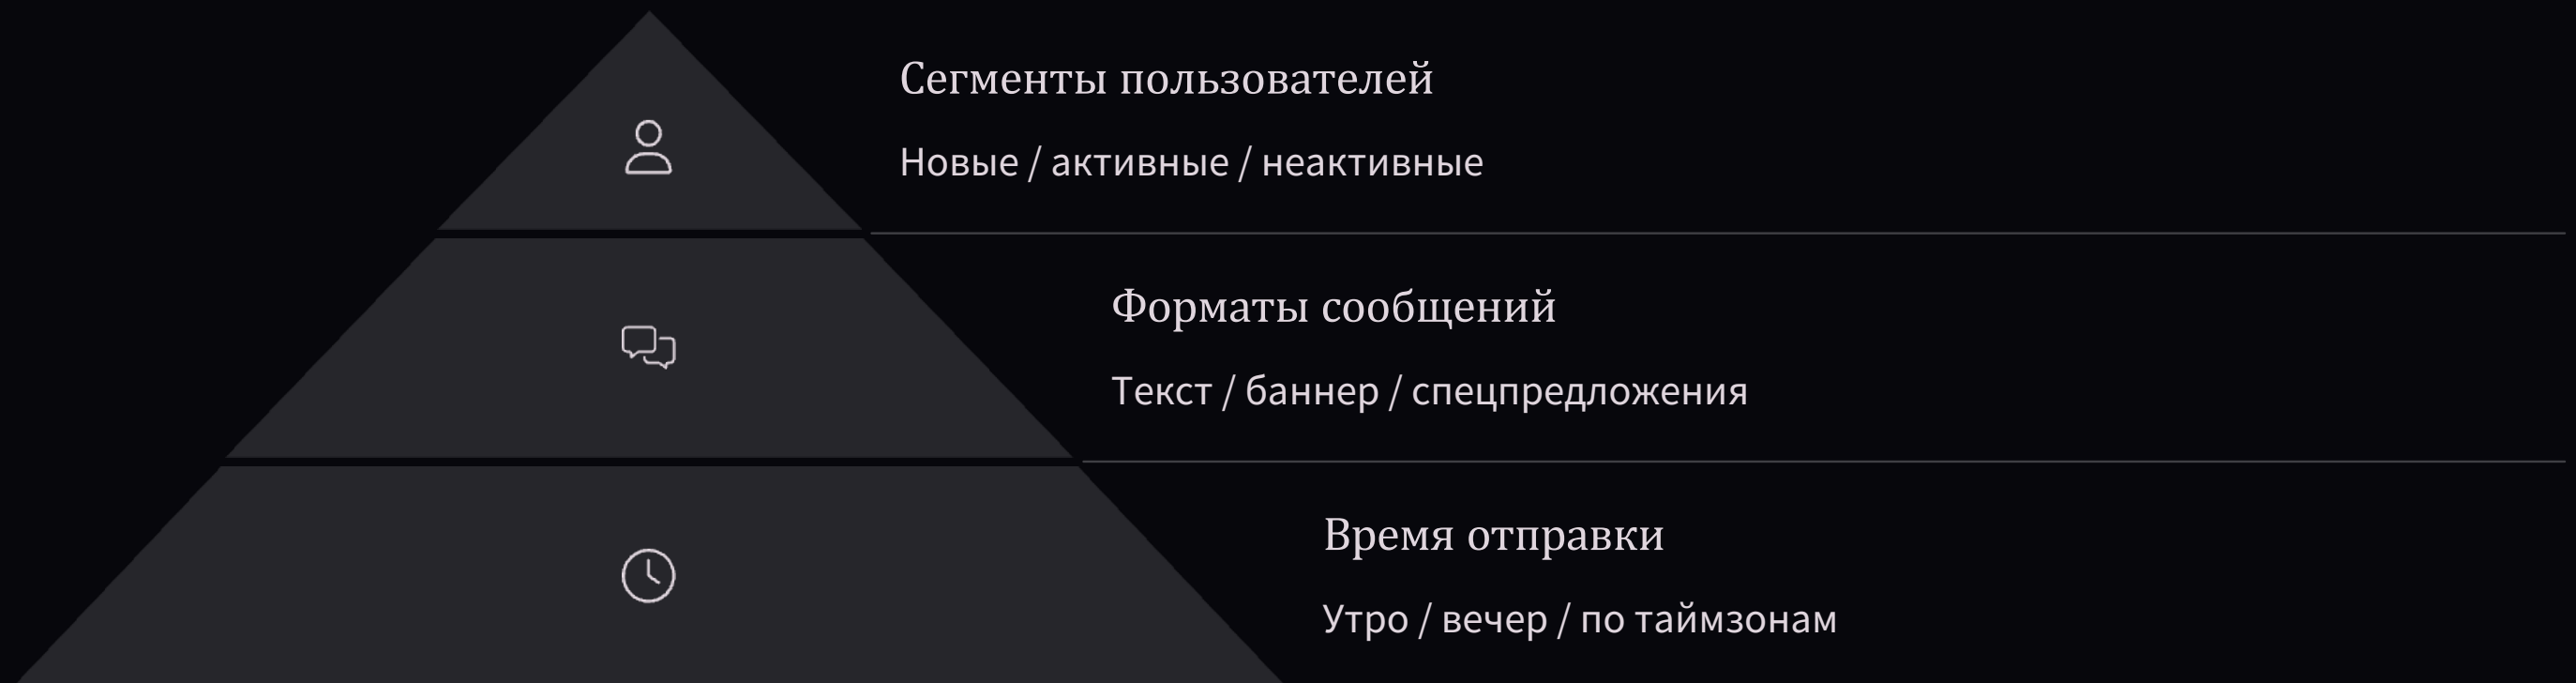 Сегменты пользователей
Новые / активные / неактивные
Форматы сообщений
Текст / баннер / спецпредложения
Время отправки
Утро / вечер / по таймзонам